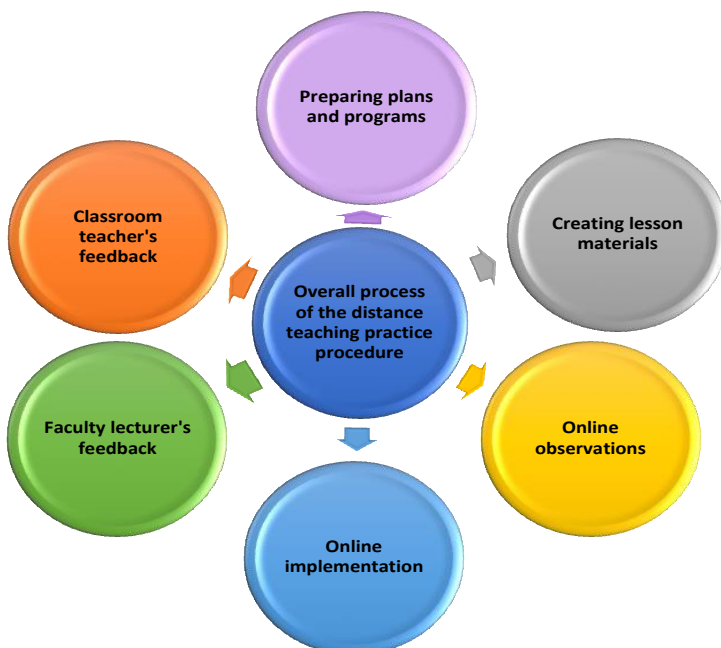 Preparing plans
and programs
Classroom
teacher's
feedback
Creating lesson
materials
Overall process
of the distance
teaching practice
procedure
Faculty lecturer's
feedback
Online
observations
Online
implementation